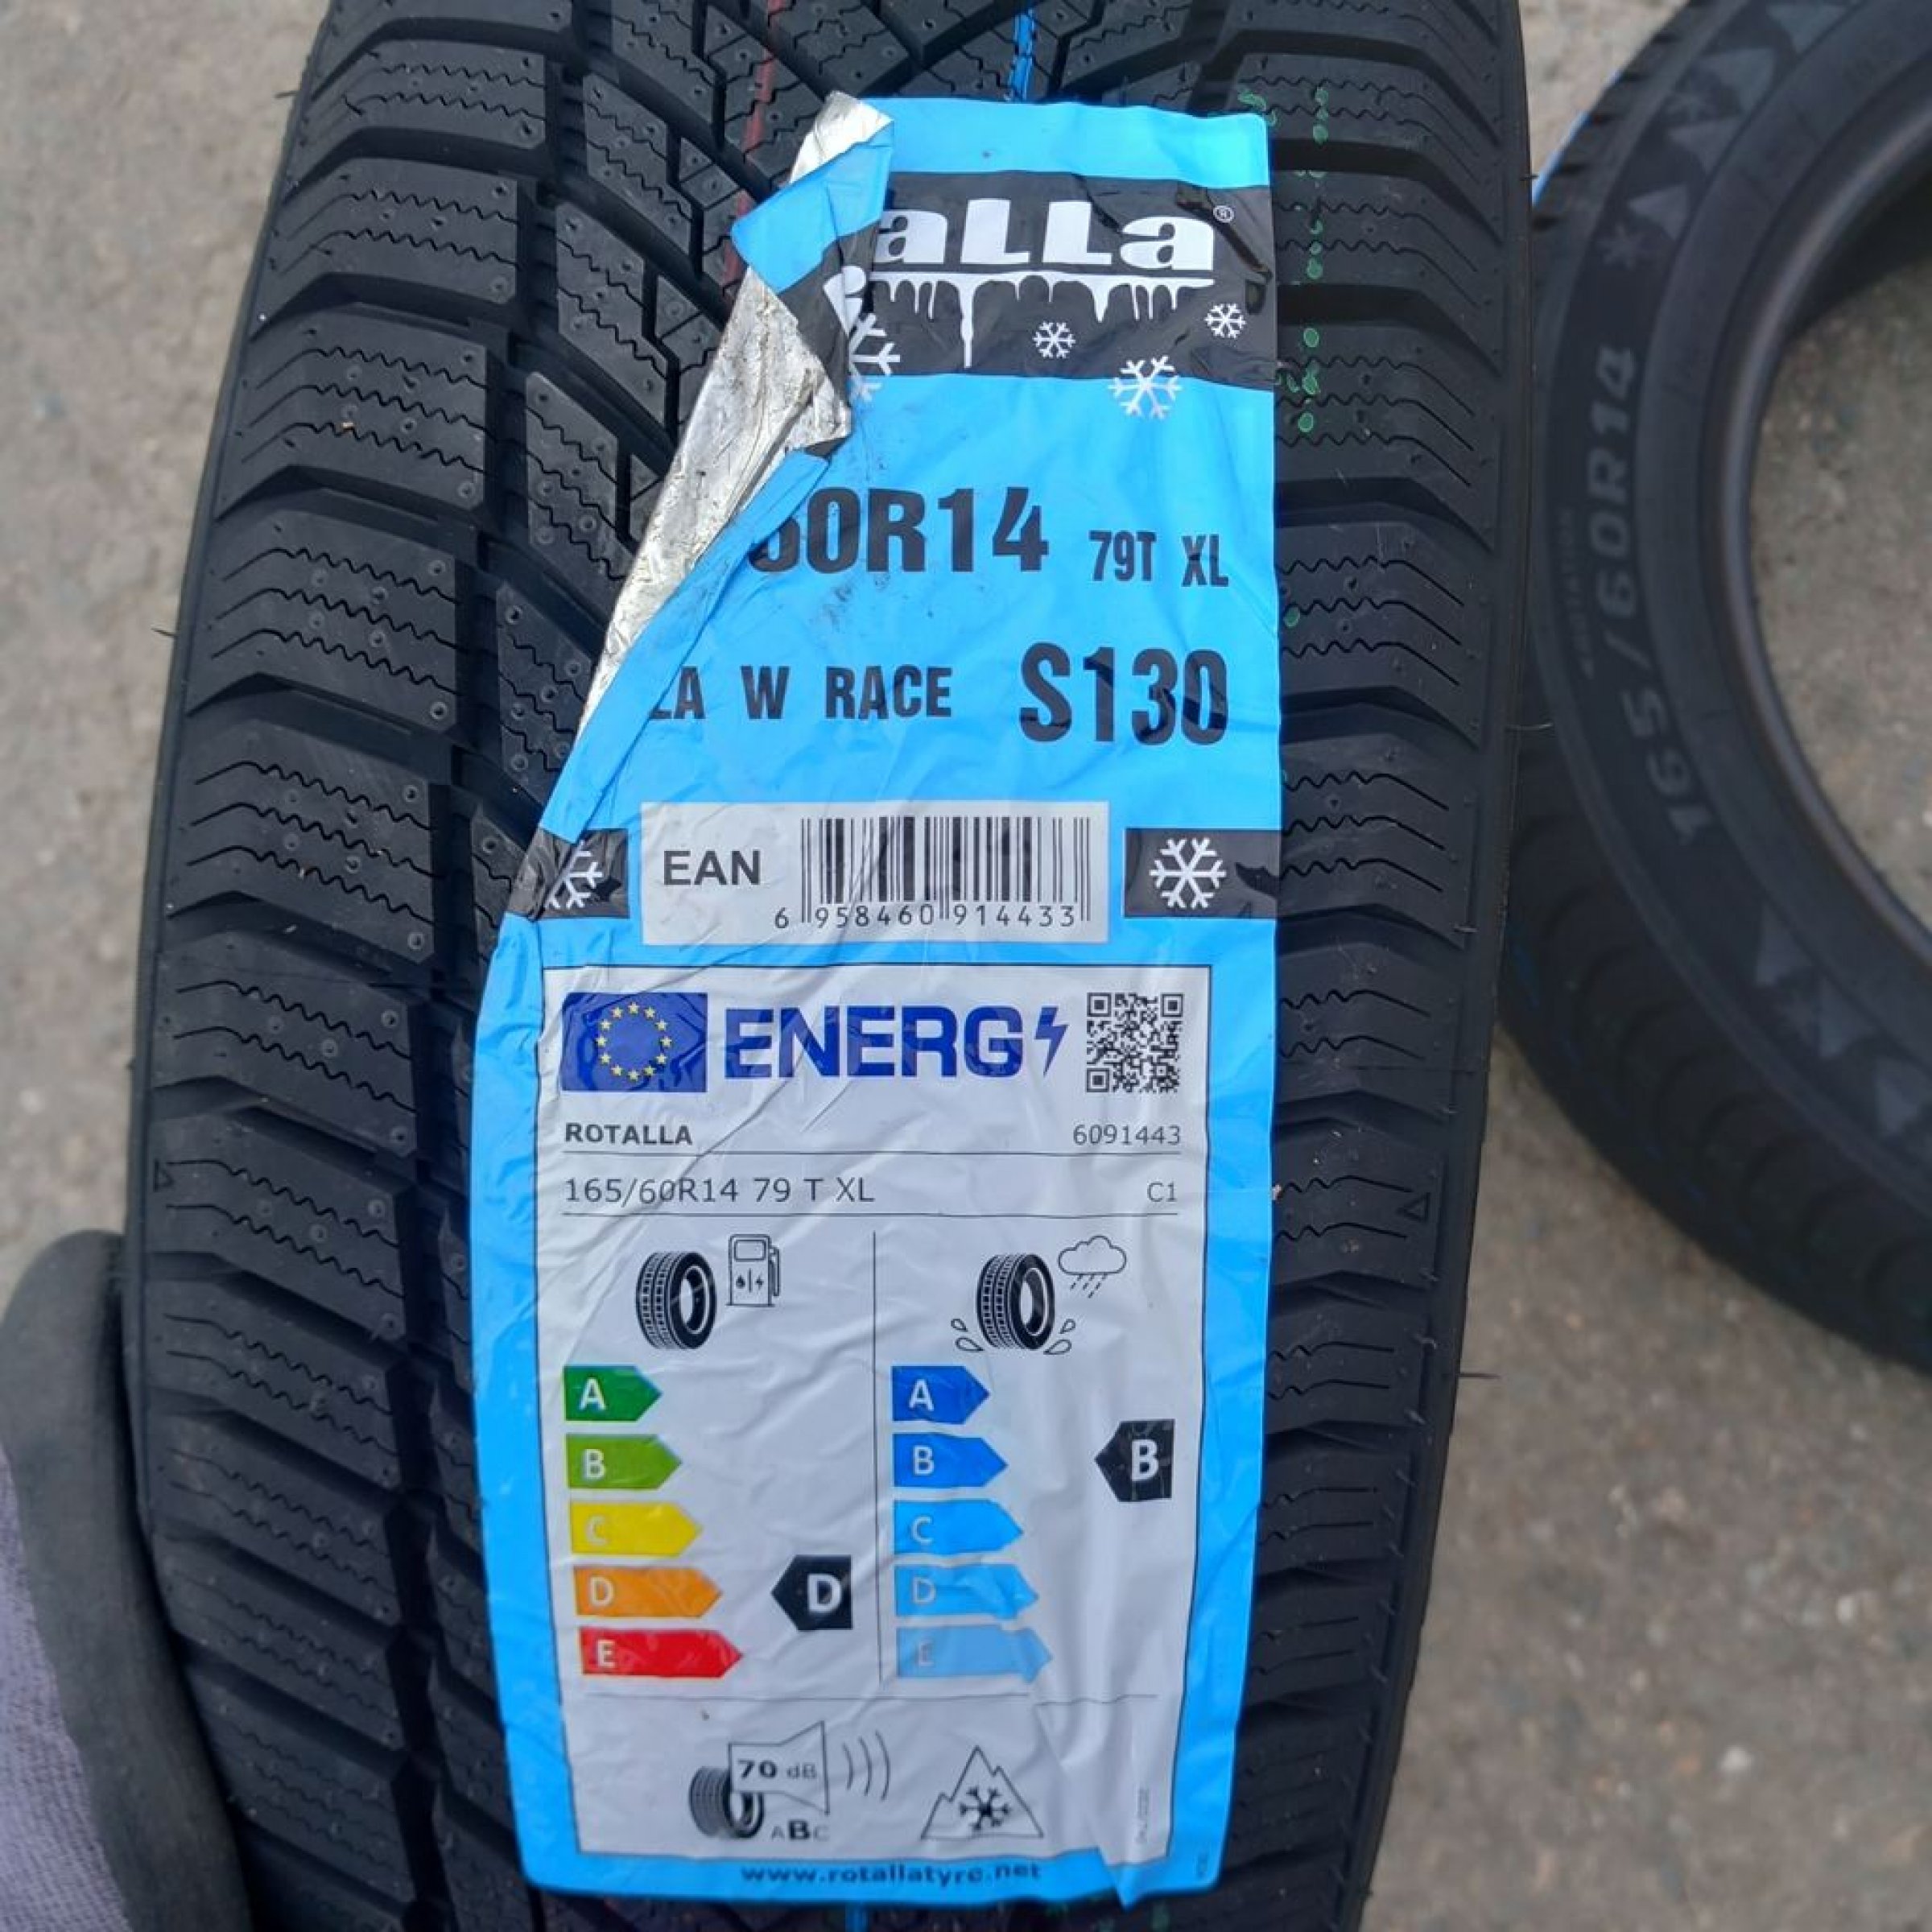 aLLa®
60R14 79T XL
LA W RACE S130
EAN
6 958460 914433
ENERG
ROTALLA 6091443
165/60R14 79 T XL C1
A A
B B B
C C
D D D
E E
70 dB
ABC
www.rotallatyre.net
165/60R14